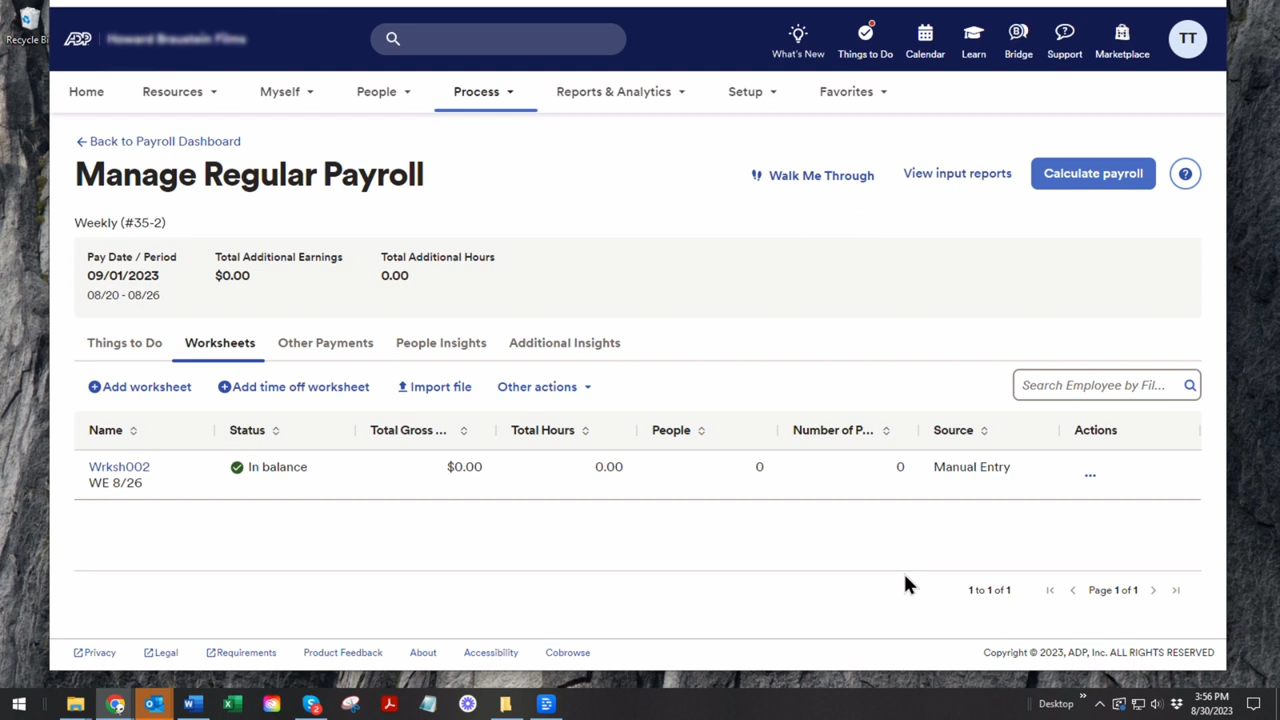 Recycle Bi
ADP
What's New
Things to Do
Calendar
Learn
Bridge
Support
Marketplace
TT
Home
Resources
Myself
People
Process
Reports & Analytics
Setup
Favorites
Back to Payroll Dashboard
Manage Regular Payroll
Walk Me Through
View input reports
Calculate payroll
?
Weekly (#35-2)
Pay Date / Period
Total Additional Earnings
Total Additional Hours
09/01/2023
$0.00
0.00
08/20 - 08/26
Things to Do
Worksheets
Other Payments
People Insights
Additional Insights
Add worksheet
Add time off worksheet
Import file
Other actions
Search Employee by Fil...
Name
Status
Total Gross ...
Total Hours
People
Number of P...
Source
Actions
Wrksh002
In balance
$0.00
0.00
0
0
Manual Entry
...
WE 8/26
1 to 1 of 1
Page 1 of 1
Privacy
Legal
Requirements
Product Feedback
About
Accessibility
Cobrowse
Copyright © 2023, ADP, Inc. ALL RIGHTS RESERVED
Desktop
3:56 PM
8/30/2023